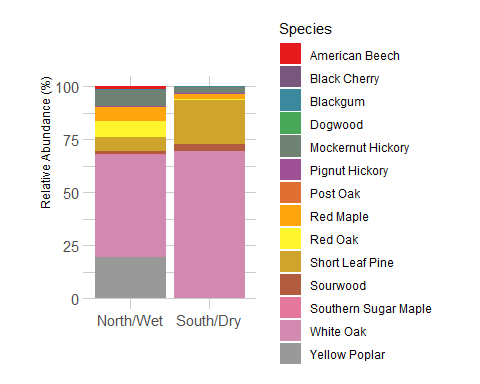 Species
American Beech
Black Cherry
Blackgum
Dogwood
Mockernut Hickory
Pignut Hickory
Post Oak
Red Maple
Red Oak
Short Leaf Pine
Sourwood
Southern Sugar Maple
White Oak
Yellow Poplar
Relative Abundance (%)
100
75
50
25
0
North/Wet South/Dry